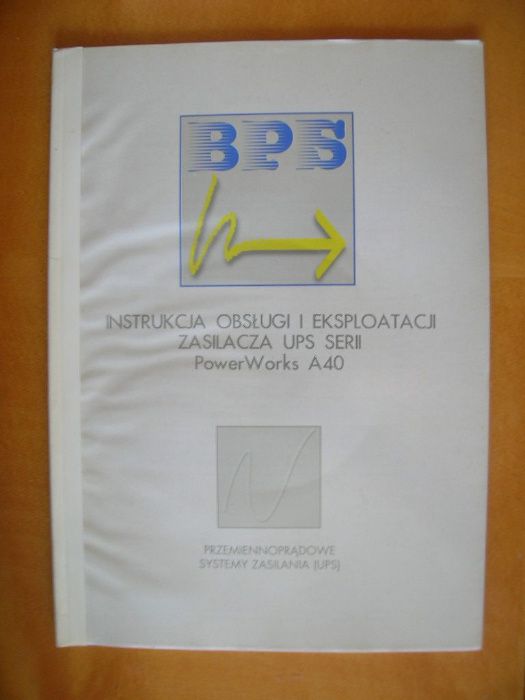 BPS
INSTRUKCJA OBSŁUGI I EKSPLOATACJI
ZASILACZA UPS SERII
PowerWorks A40
PRZEMIENNOPRĄDOWE
SYSTEMY ZASILANIA (UPS)